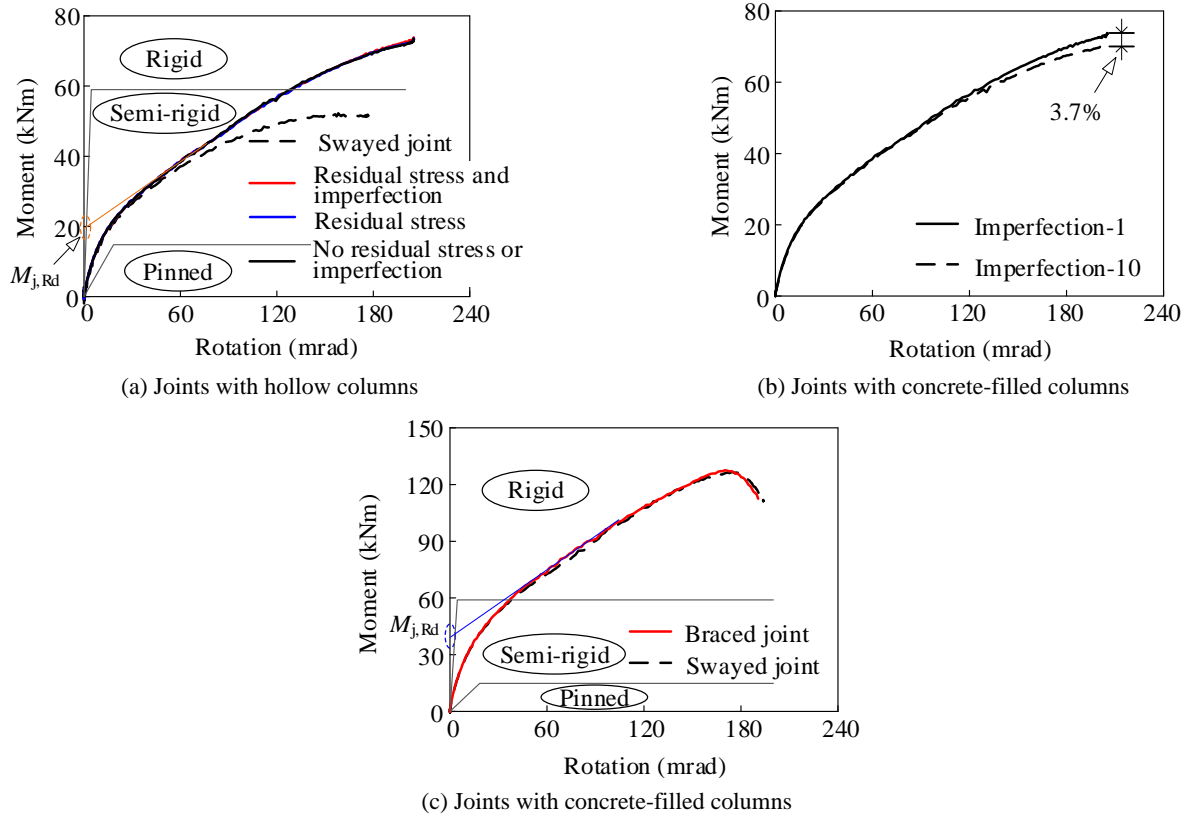 80
60
40
20
0
Moment (kNm)
Rigid
Semi-rigid
Pinned
Mj,Rd
Swayed joint
Residual stress and
imperfection
Residual stress
No residual stress or
imperfection
0 60 120 180 240
Rotation (mrad)
(a) Joints with hollow columns
80
60
40
20
0
Moment (kNm)
3.7%
Imperfection-1
Imperfection-10
0 60 120 180 240
Rotation (mrad)
(b) Joints with concrete-filled columns
150
120
90
60
30
0
Moment (kNm)
Rigid
Mj,Rd
Semi-rigid
Pinned
Braced joint
Swayed joint
0 60 120 180 240
Rotation (mrad)
(c) Joints with concrete-filled columns